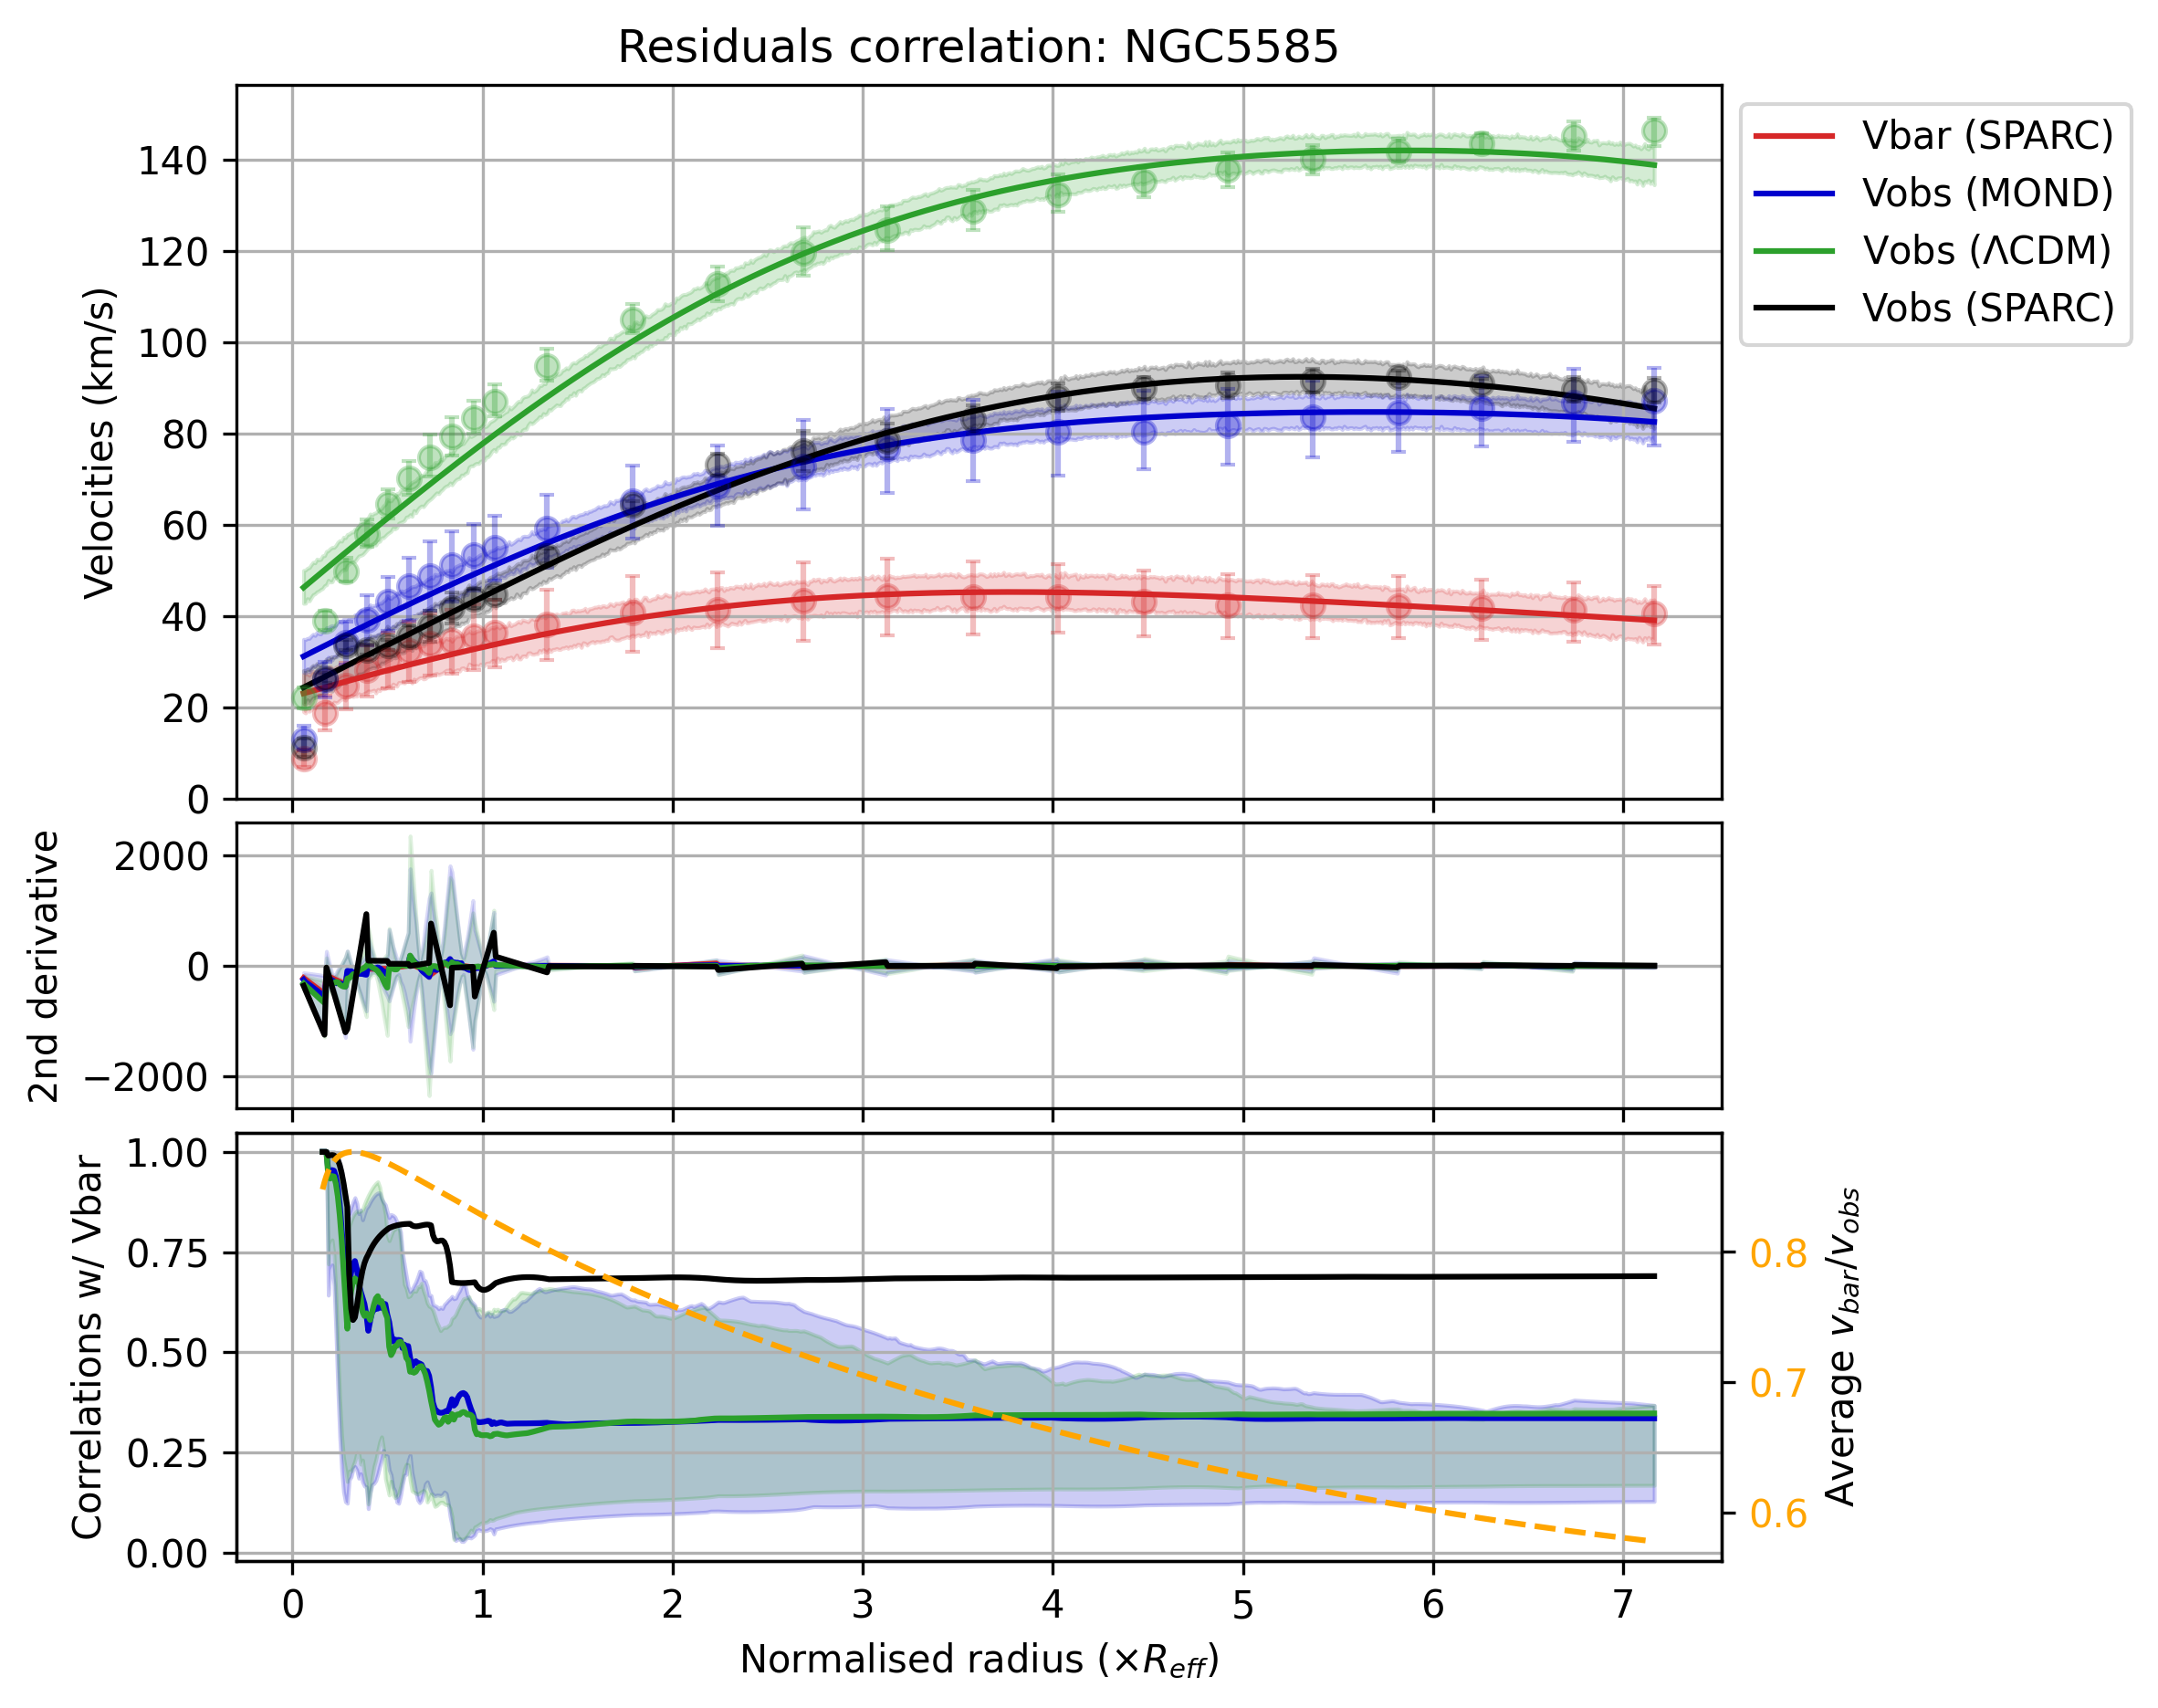 Residuals correlation: NGC5585
Velocities (km/s)
140
120
100
80
60
40
20
0
Vbar (SPARC)
Vobs (MOND)
Vobs (ΛCDM)
Vobs (SPARC)
2nd derivative
2000
0
−2000
Correlations w/ Vbar
1.00
0.75
0.50
0.25
0.00
0.8
0.7
0.6
Average v_bar/v_obs
0 1 2 3 4 5 6 7
Normalised radius (×R_eff)